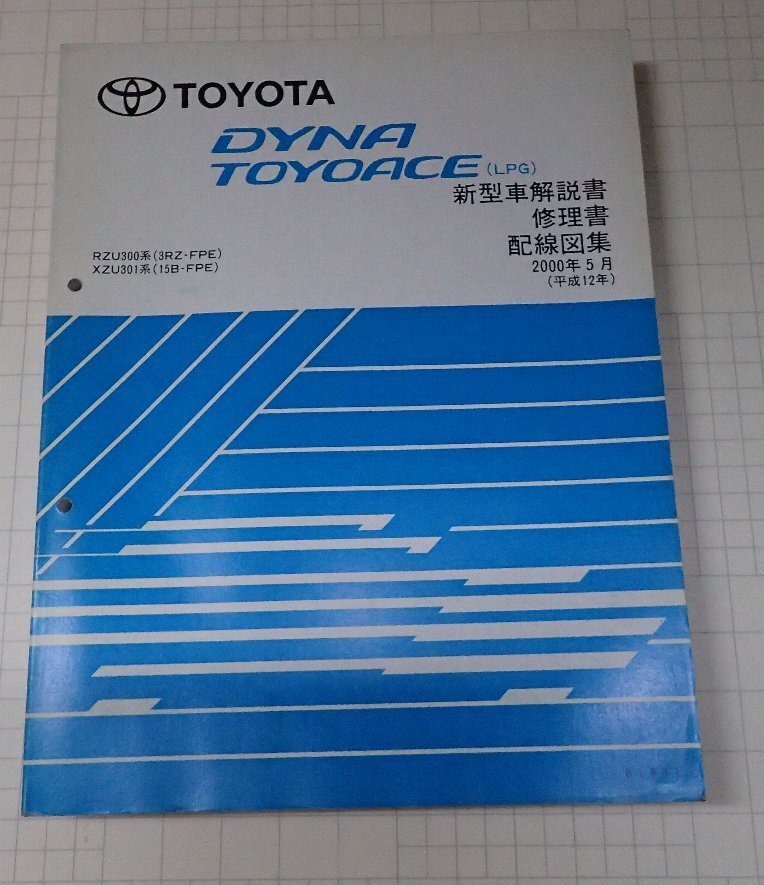 TOYOTA
DYNA
TOYOACE (LPG)
新型車解説書
修理書
配線図集
2000年5月
(平成12年)
RZU300系(3RZ-FPE)
XZU301系(15B-FPE)